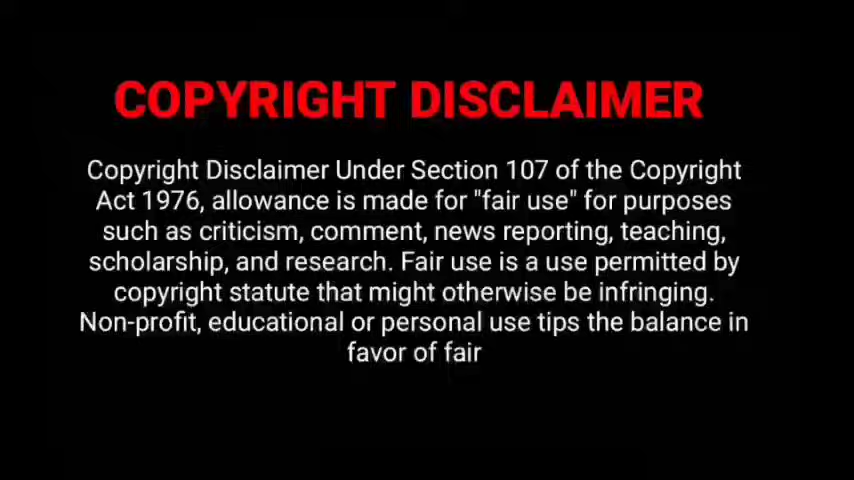 COPYRIGHT DISCLAIMER
Copyright Disclaimer Under Section 107 of the Copyright
Act 1976, allowance is made for "fair use" for purposes
such as criticism, comment, news reporting, teaching,
scholarship, and research. Fair use is a use permitted by
copyright statute that might otherwise be infringing.
Non-profit, educational or personal use tips the balance in
favor of fair